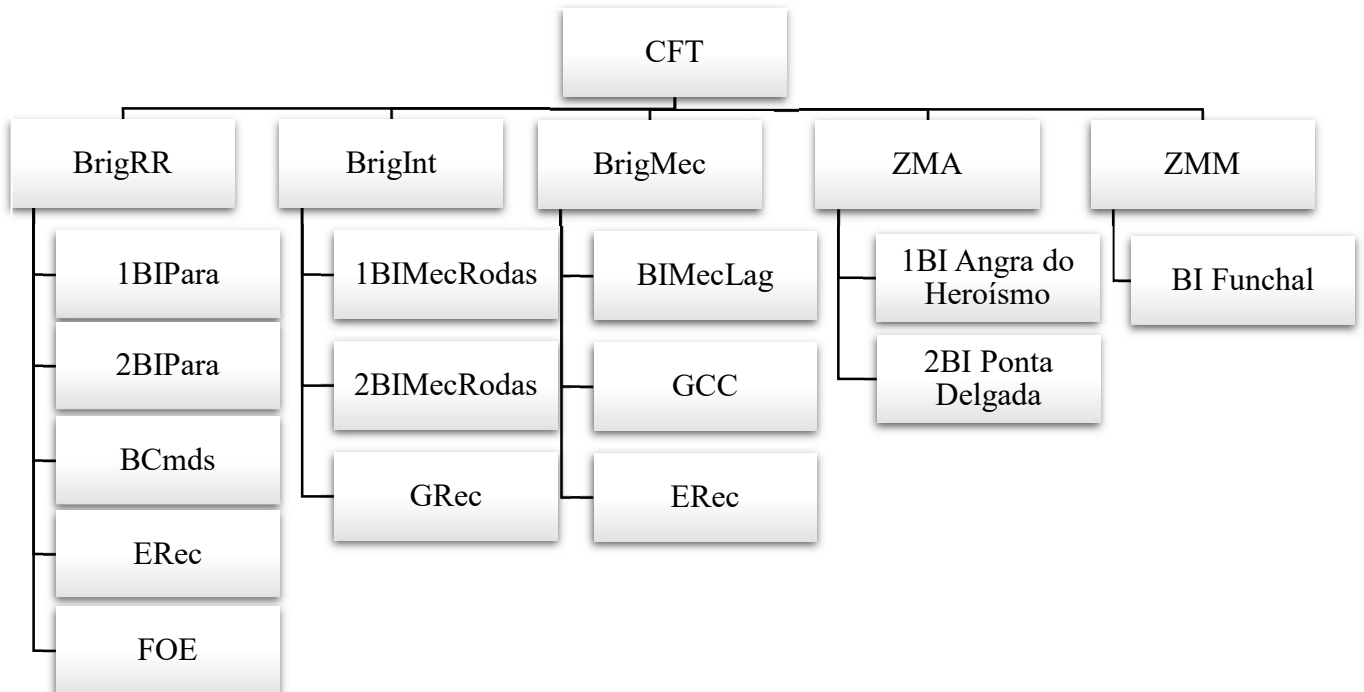 CFT
BrigRR
BrigInt
BrigMec
ZMA
ZMM
1BIPara
2BIPara
BCmds
ERec
FOE
1BIMecRodas
2BIMecRodas
GRec
BIMecLag
GCC
ERec
1BI Angra do
Heroísmo
2BI Ponta
Delgada
BI Funchal